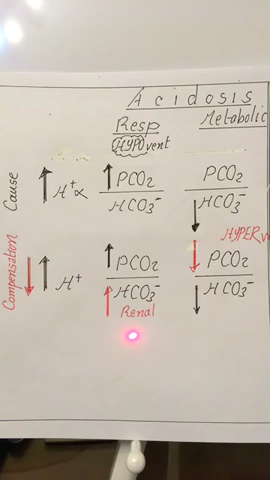 Acidosis
Resp Metabolic
HYPOvent
Cause ↑ H⁺ α ↑ PCO₂ / HCO₃⁻ PCO₂ / ↓ HCO₃⁻
HYPERV
Compensation ↓ ↑ H⁺ ↑ PCO₂ / ↑ HCO₃⁻ ↓ PCO₂ / ↓ HCO₃⁻
Renal